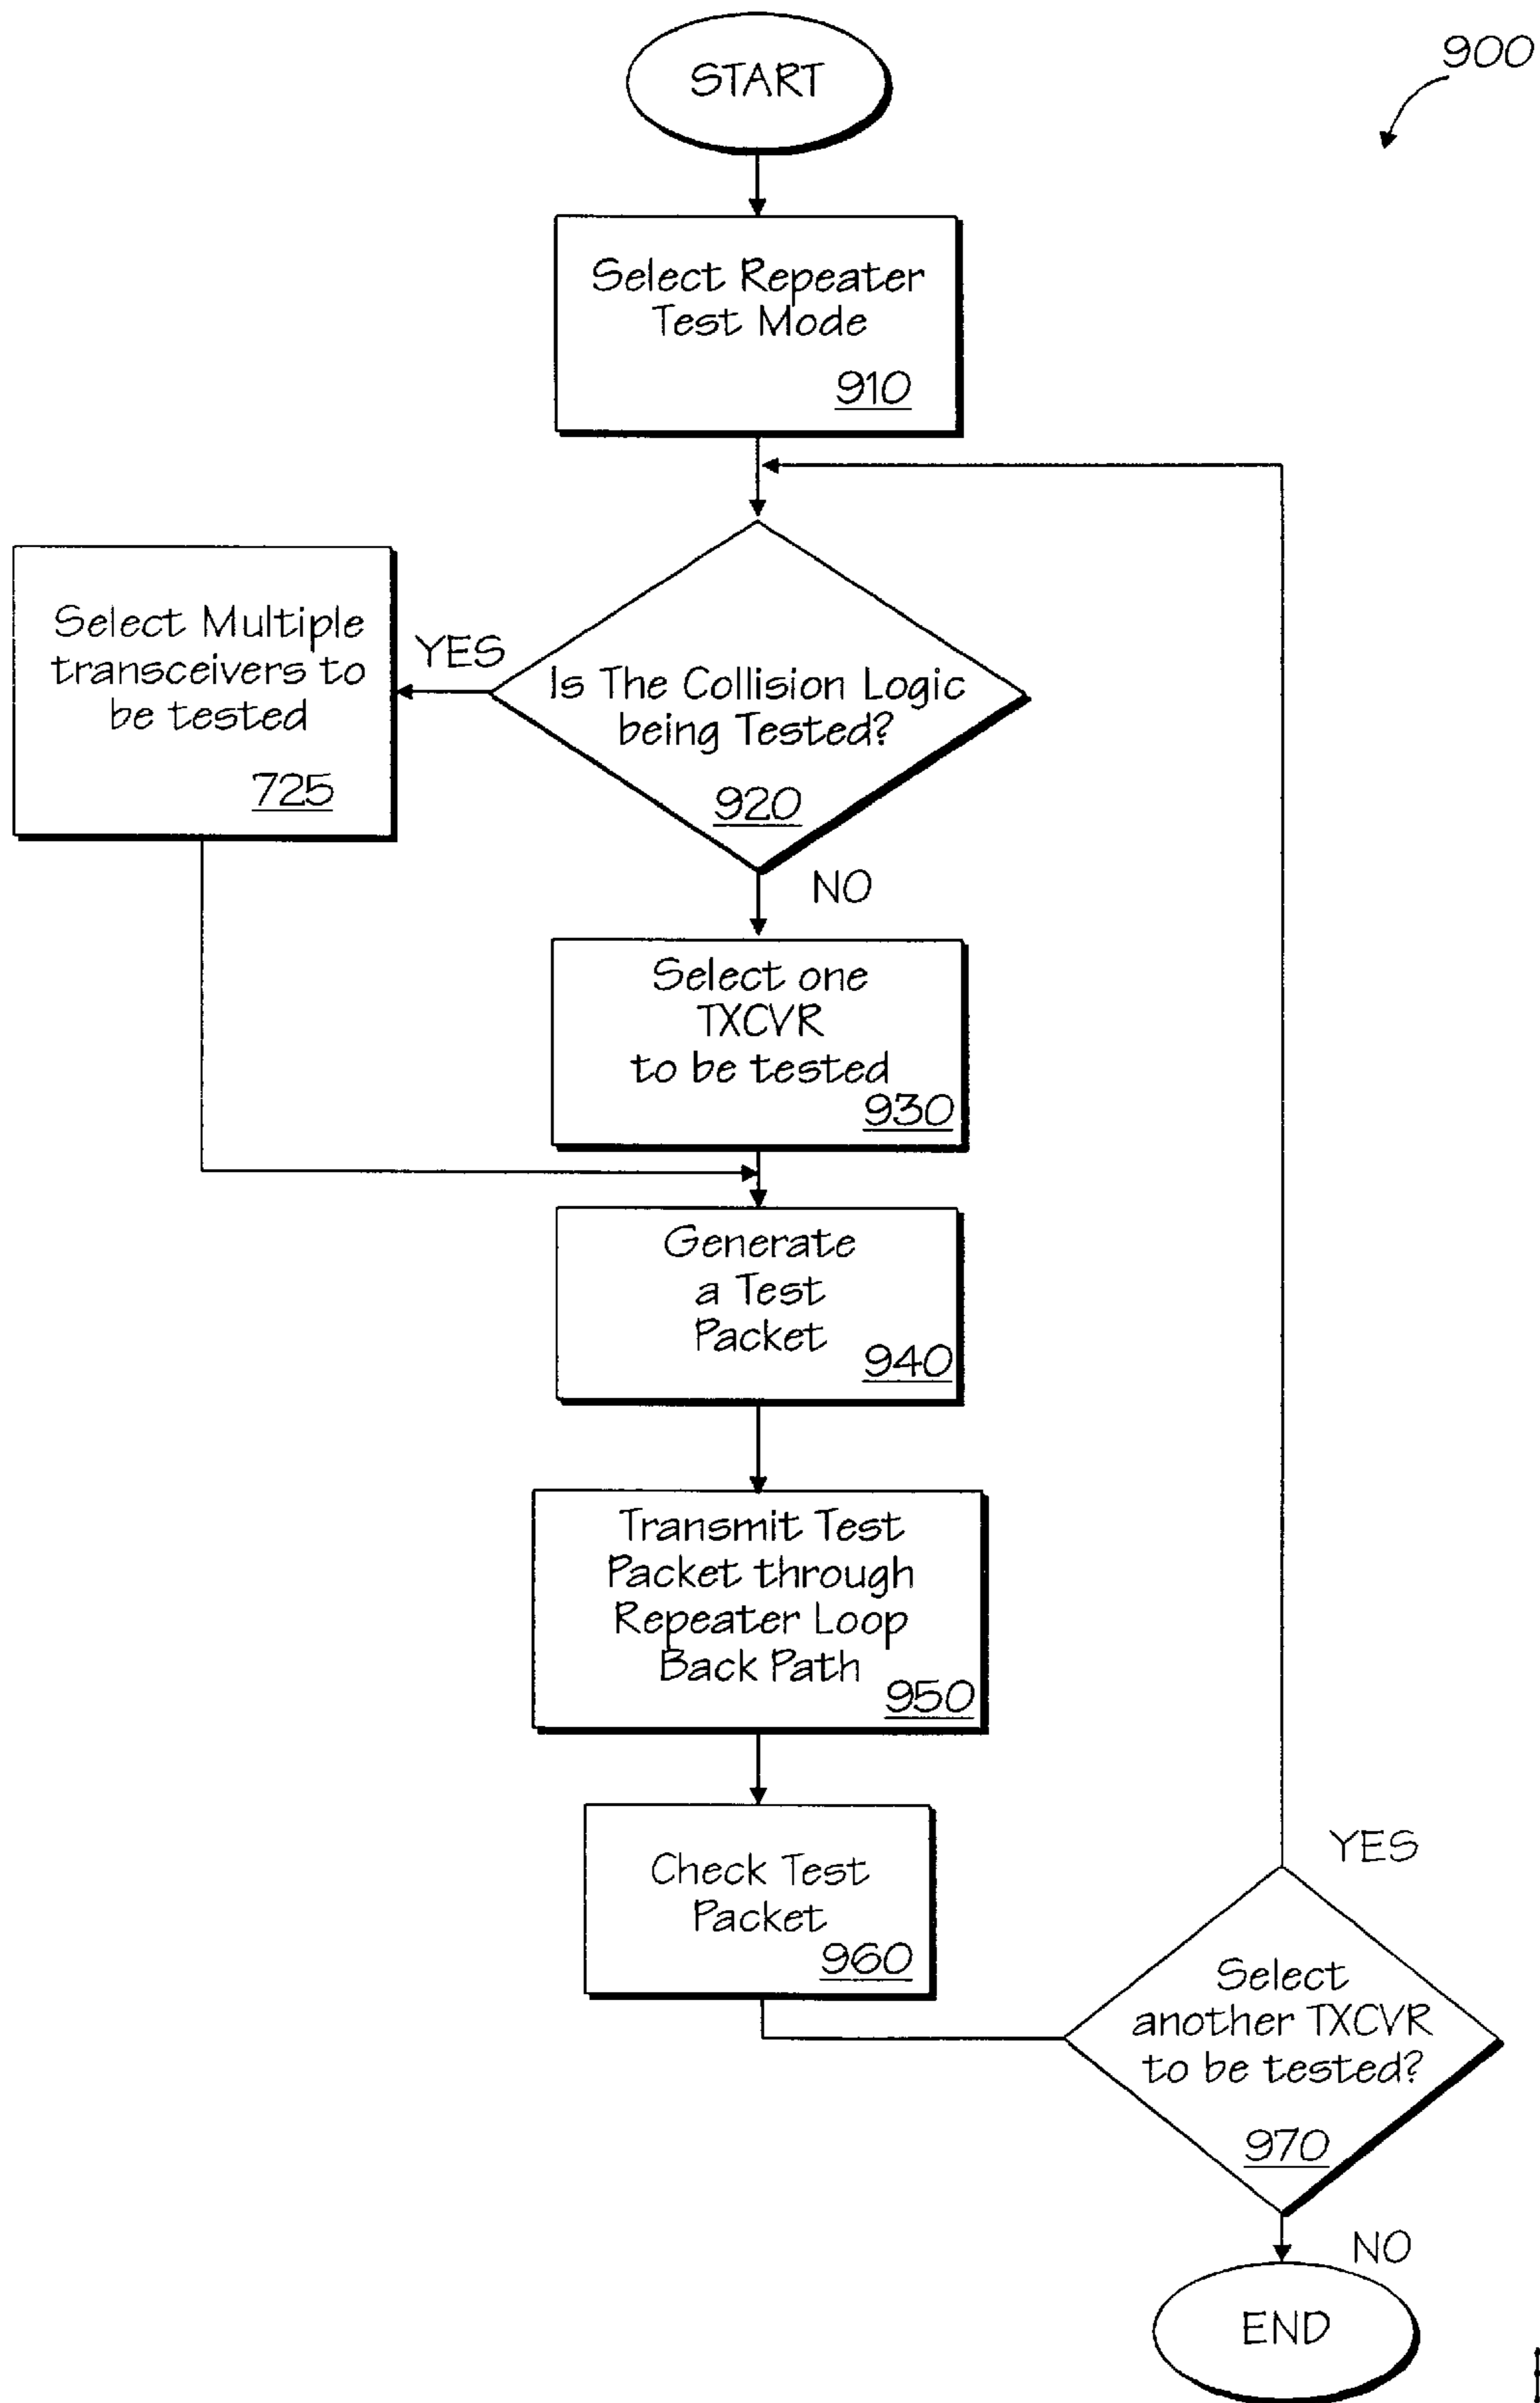 START
900
Select Repeater
Test Mode
910
Select Multiple
transceivers to
be tested
725
YES
Is The Collision Logic
being Tested?
920
NO
Select one
TXCVR
to be tested
930
Generate
a Test
Packet
940
Transmit Test
Packet through
Repeater Loop
Back Path
950
Check Test
Packet
960
YES
Select
another TXCVR
to be tested?
970
NO
END